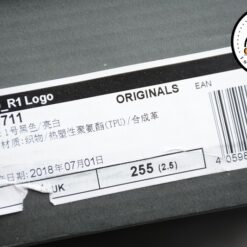 _R1 Logo
ORIGINALS
EAN
711
:1号黑色/亮白
材质:织物/热塑性聚氨酯(TPU)/合成革
期:2018年07月01日
UK
255 (2.5)
4 0598